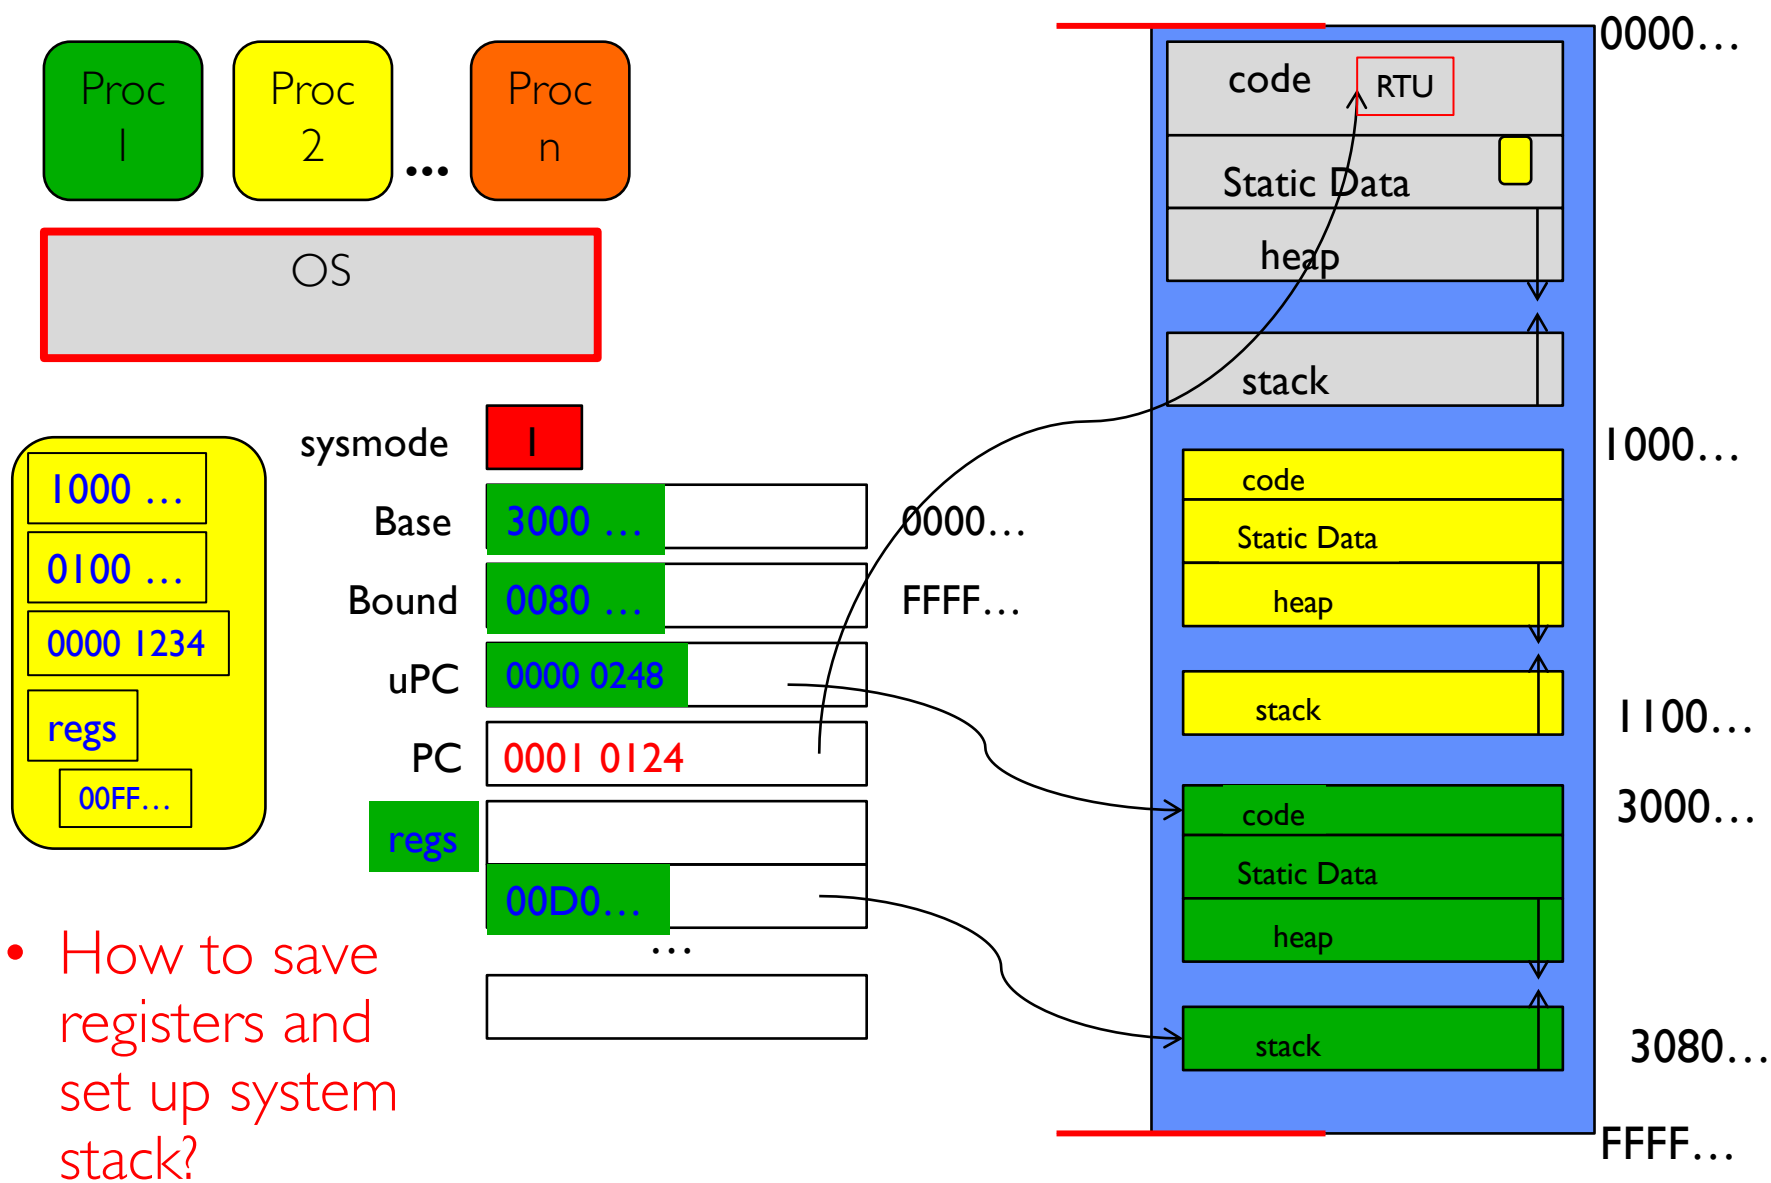 Proc
1
Proc
2
...
Proc
n
OS
sysmode
1
Base
3000 …
0000…
Bound
0080 …
FFFF…
uPC
0000 0248
PC
0001 0124
regs
00D0…
…
1000 …
0100 …
0000 1234
regs
00FF…
• How to save
registers and
set up system
stack?
0000…
code
RTU
Static Data
heap
stack
1000…
code
Static Data
heap
stack
1100…
3000…
code
Static Data
heap
stack
3080…
FFFF…